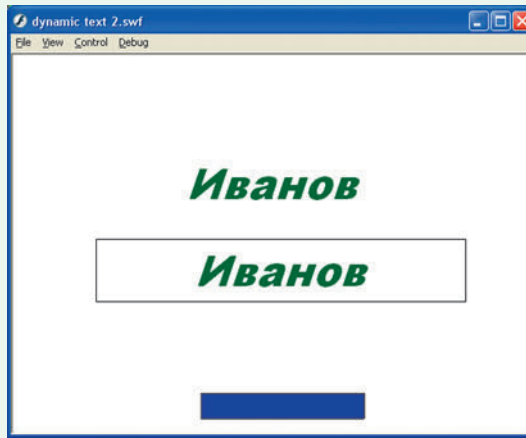 dynamic text 2.swf
File View Control Debug
Иванов
Иванов